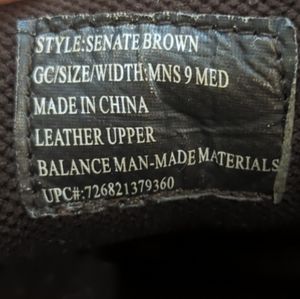 STYLE:SENATE BROWN
GC/SIZE/WIDTH:MNS 9 MED
MADE IN CHINA
LEATHER UPPER
BALANCE MAN-MADE MATERIALS
UPC#:726821379360